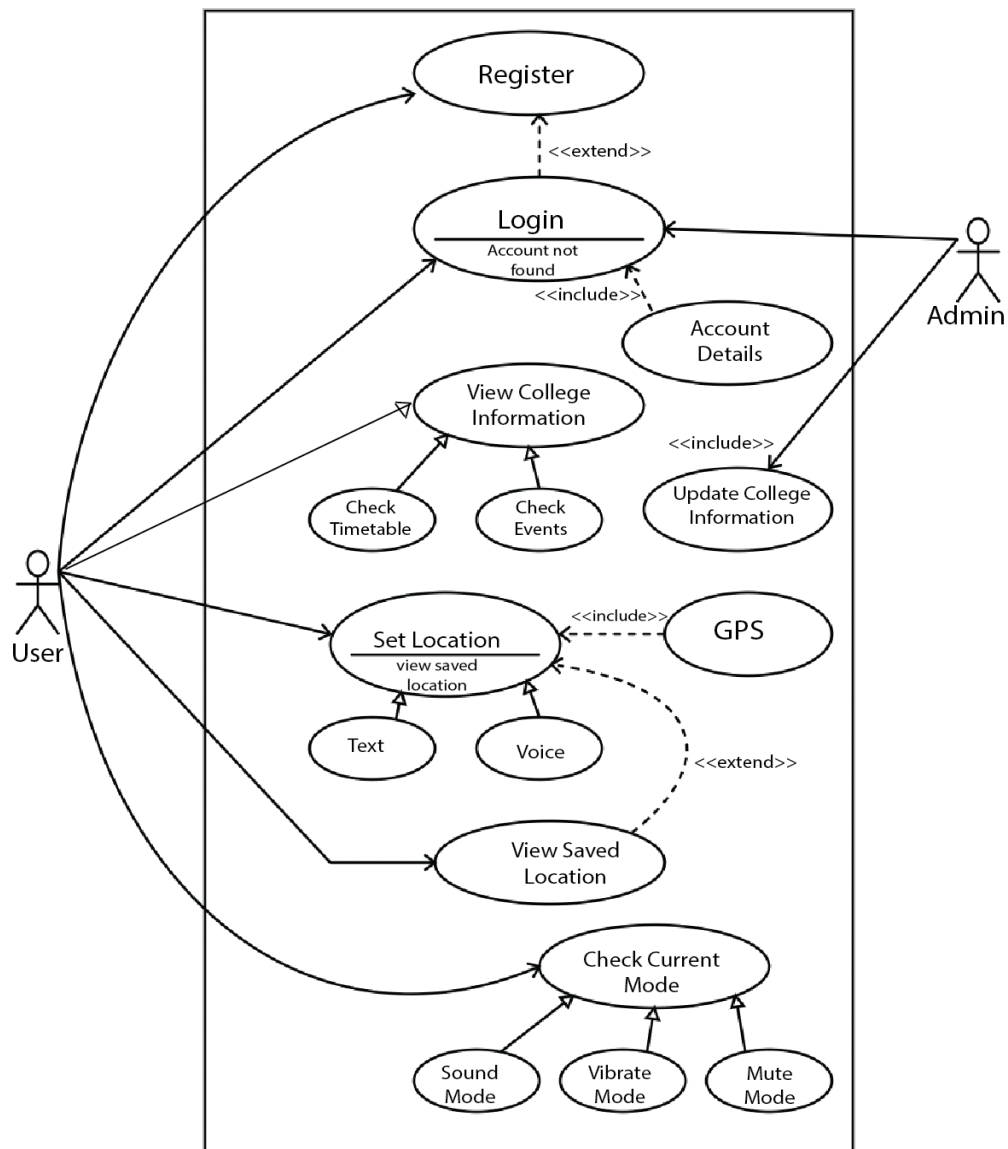 Register
<<extend>>
Login
Account not
found
<<include>>
Account
Details
Admin
View College
Information
<<include>>
Check
Timetable
Check
Events
Update College
Information
User
Set Location
view saved
location
<<include>>
GPS
Text
Voice
<<extend>>
View Saved
Location
Check Current
Mode
Sound
Mode
Vibrate
Mode
Mute
Mode